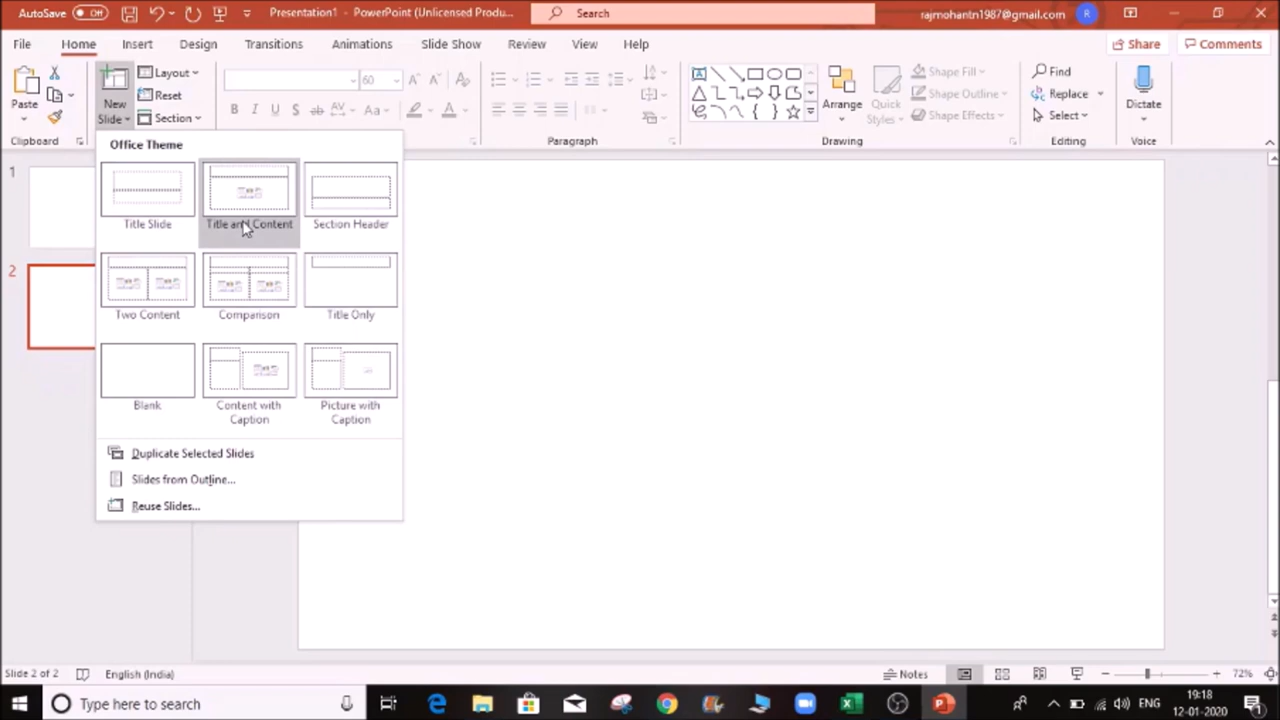 AutoSave Off Presentation1 - PowerPoint (Unlicensed Produ... Search rajmohantn1987@gmail.com R
File Home Insert Design Transitions Animations Slide Show Review View Help Share Comments
Paste New Slide Layout Reset Section 60 Arrange Quick Styles Shape Fill Shape Outline Shape Effects Find Replace Select Dictate
Clipboard Paragraph Drawing Editing Voice
Office Theme
Title Slide Title and Content Section Header
Two Content Comparison Title Only
Blank Content with Caption Picture with Caption
Duplicate Selected Slides
Slides from Outline...
Reuse Slides...
1
2
Slide 2 of 2 English (India) Notes 72%
Type here to search ENG 19:18
12-01-2020